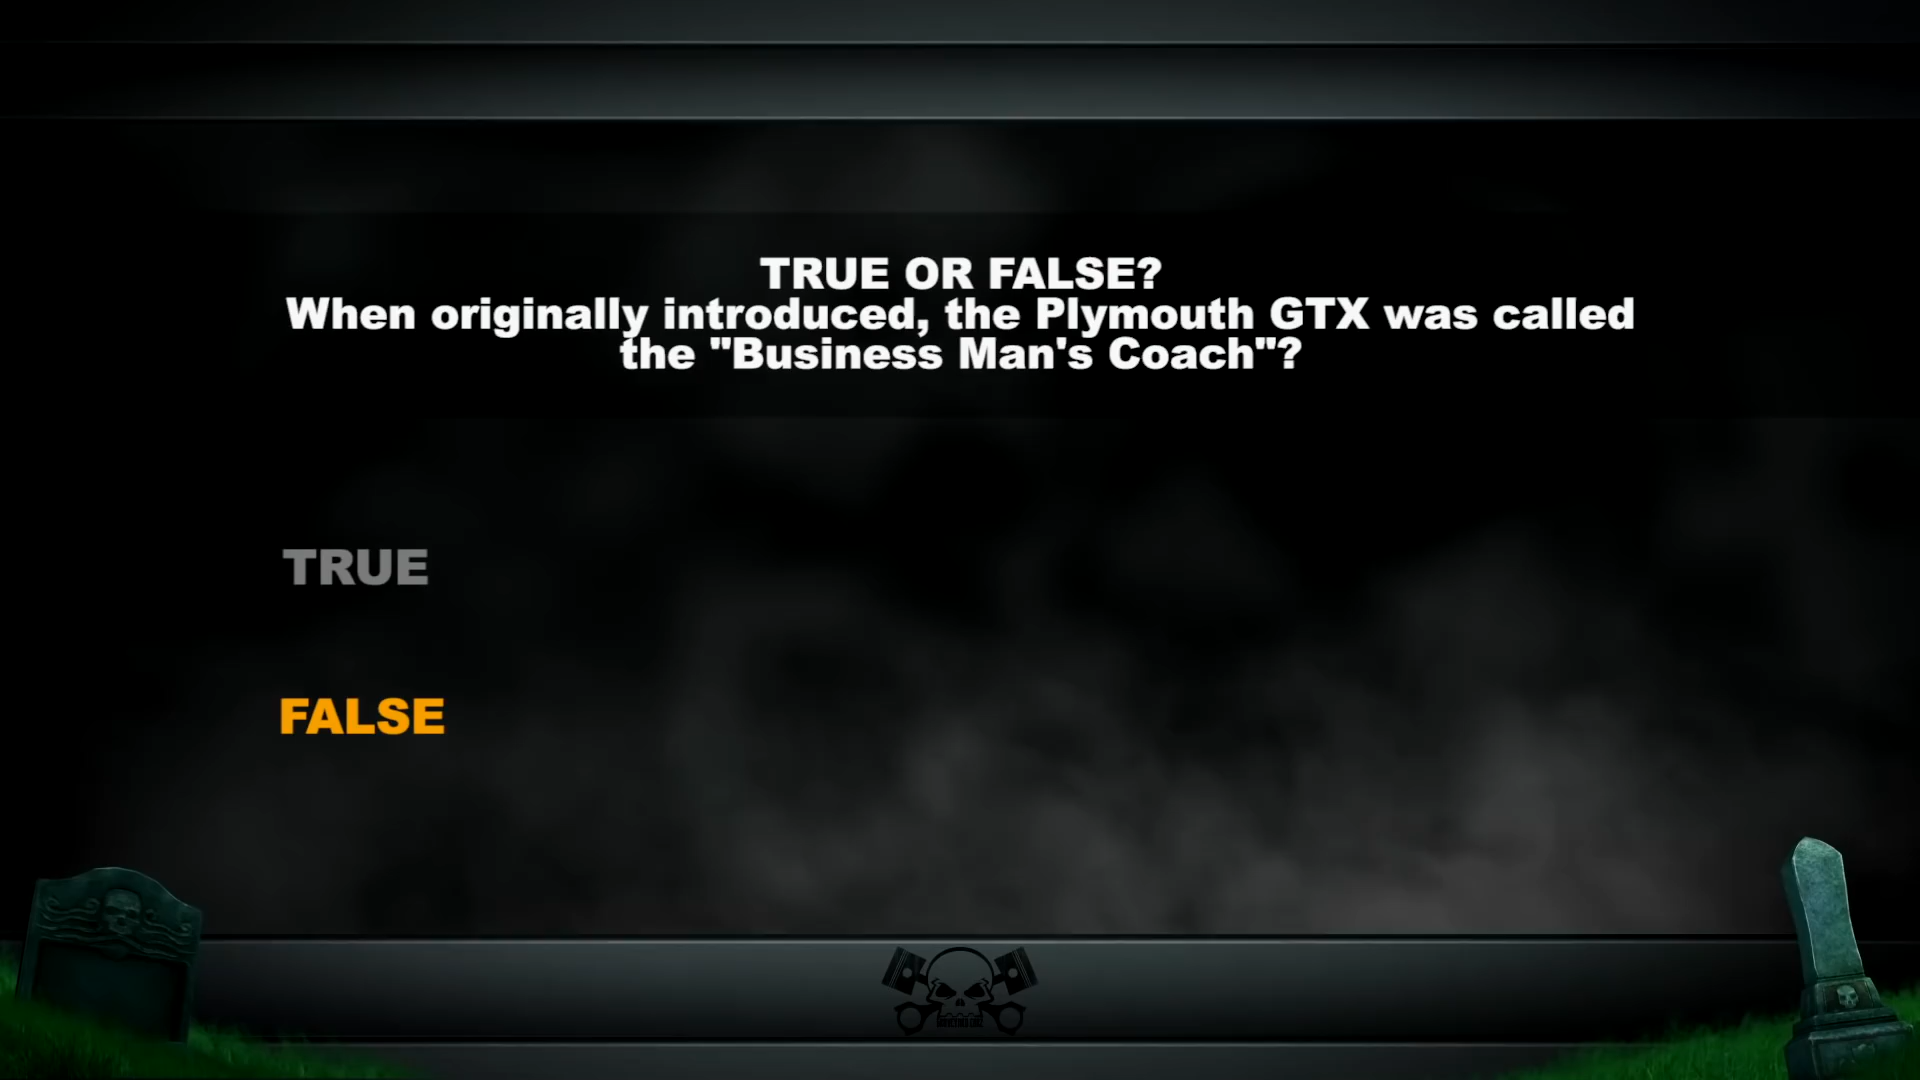 TRUE OR FALSE?
When originally introduced, the Plymouth GTX was called
the "Business Man's Coach"?
TRUE
FALSE